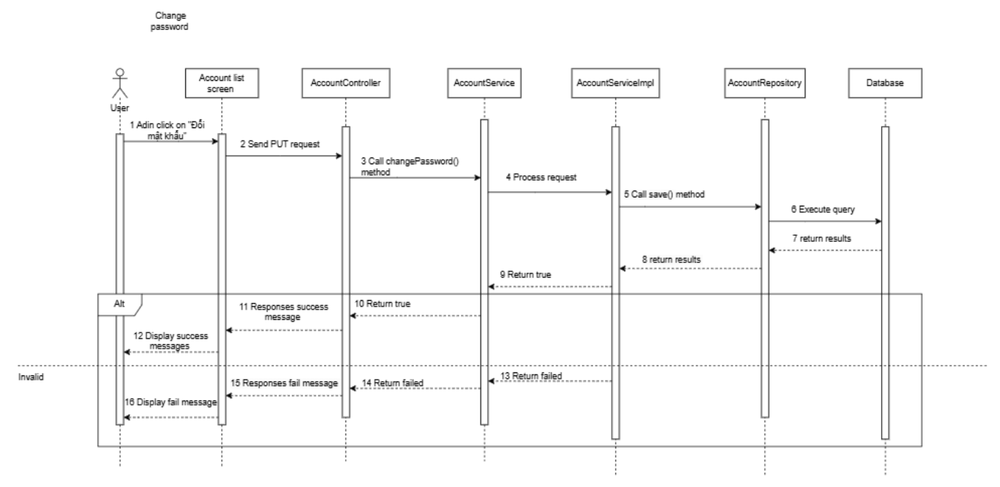 Change
password
User
Account list
screen
AccountController
AccountService
AccountServiceImpl
AccountRepository
Database
1 Adin click on "Đổi
mật khẩu"
2 Send PUT request
3 Call changePassword()
method
4 Process request
5 Call save() method
6 Execute query
7 return results
8 return results
9 Return true
Alt
10 Return true
11 Responses success
message
12 Display success
messages
Invalid
13 Return failed
14 Return failed
15 Responses fail message
16 Display fail message